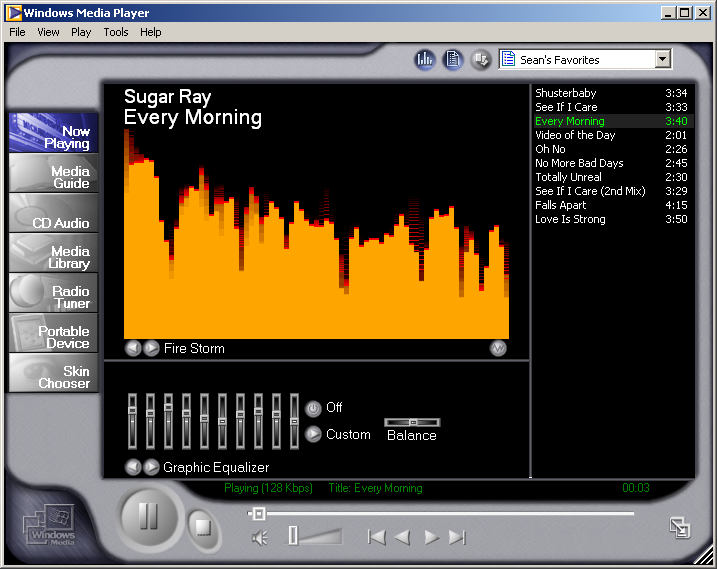 Windows Media Player
File View Play Tools Help
Sean's Favorites
Sugar Ray
Every Morning
Now
Playing
Media
Guide
CD Audio
Media
Library
Radio
Tuner
Portable
Device
Skin
Chooser
Shusterbaby 3:34
See If I Care 3:33
Every Morning 3:40
Video of the Day 2:01
Oh No 2:26
No More Bad Days 2:45
Totally Unreal 2:30
See If I Care (2nd Mix) 3:29
Falls Apart 4:15
Love Is Strong 3:50
Fire Storm
Off
Custom
Balance
Graphic Equalizer
Playing (128 Kbps) Title: Every Morning 00:03
Windows
Media